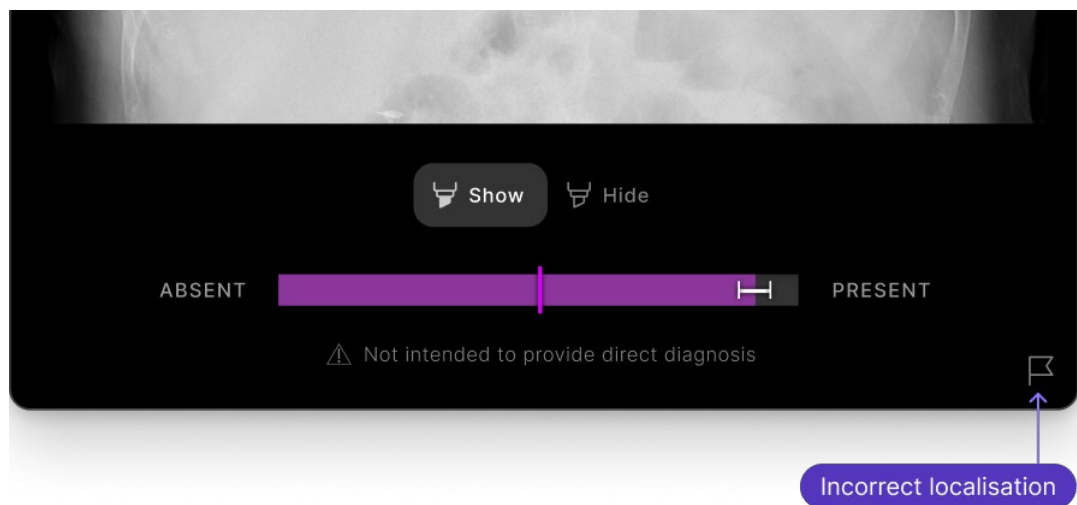 Show
Hide
ABSENT
PRESENT
Not intended to provide direct diagnosis
Incorrect localisation